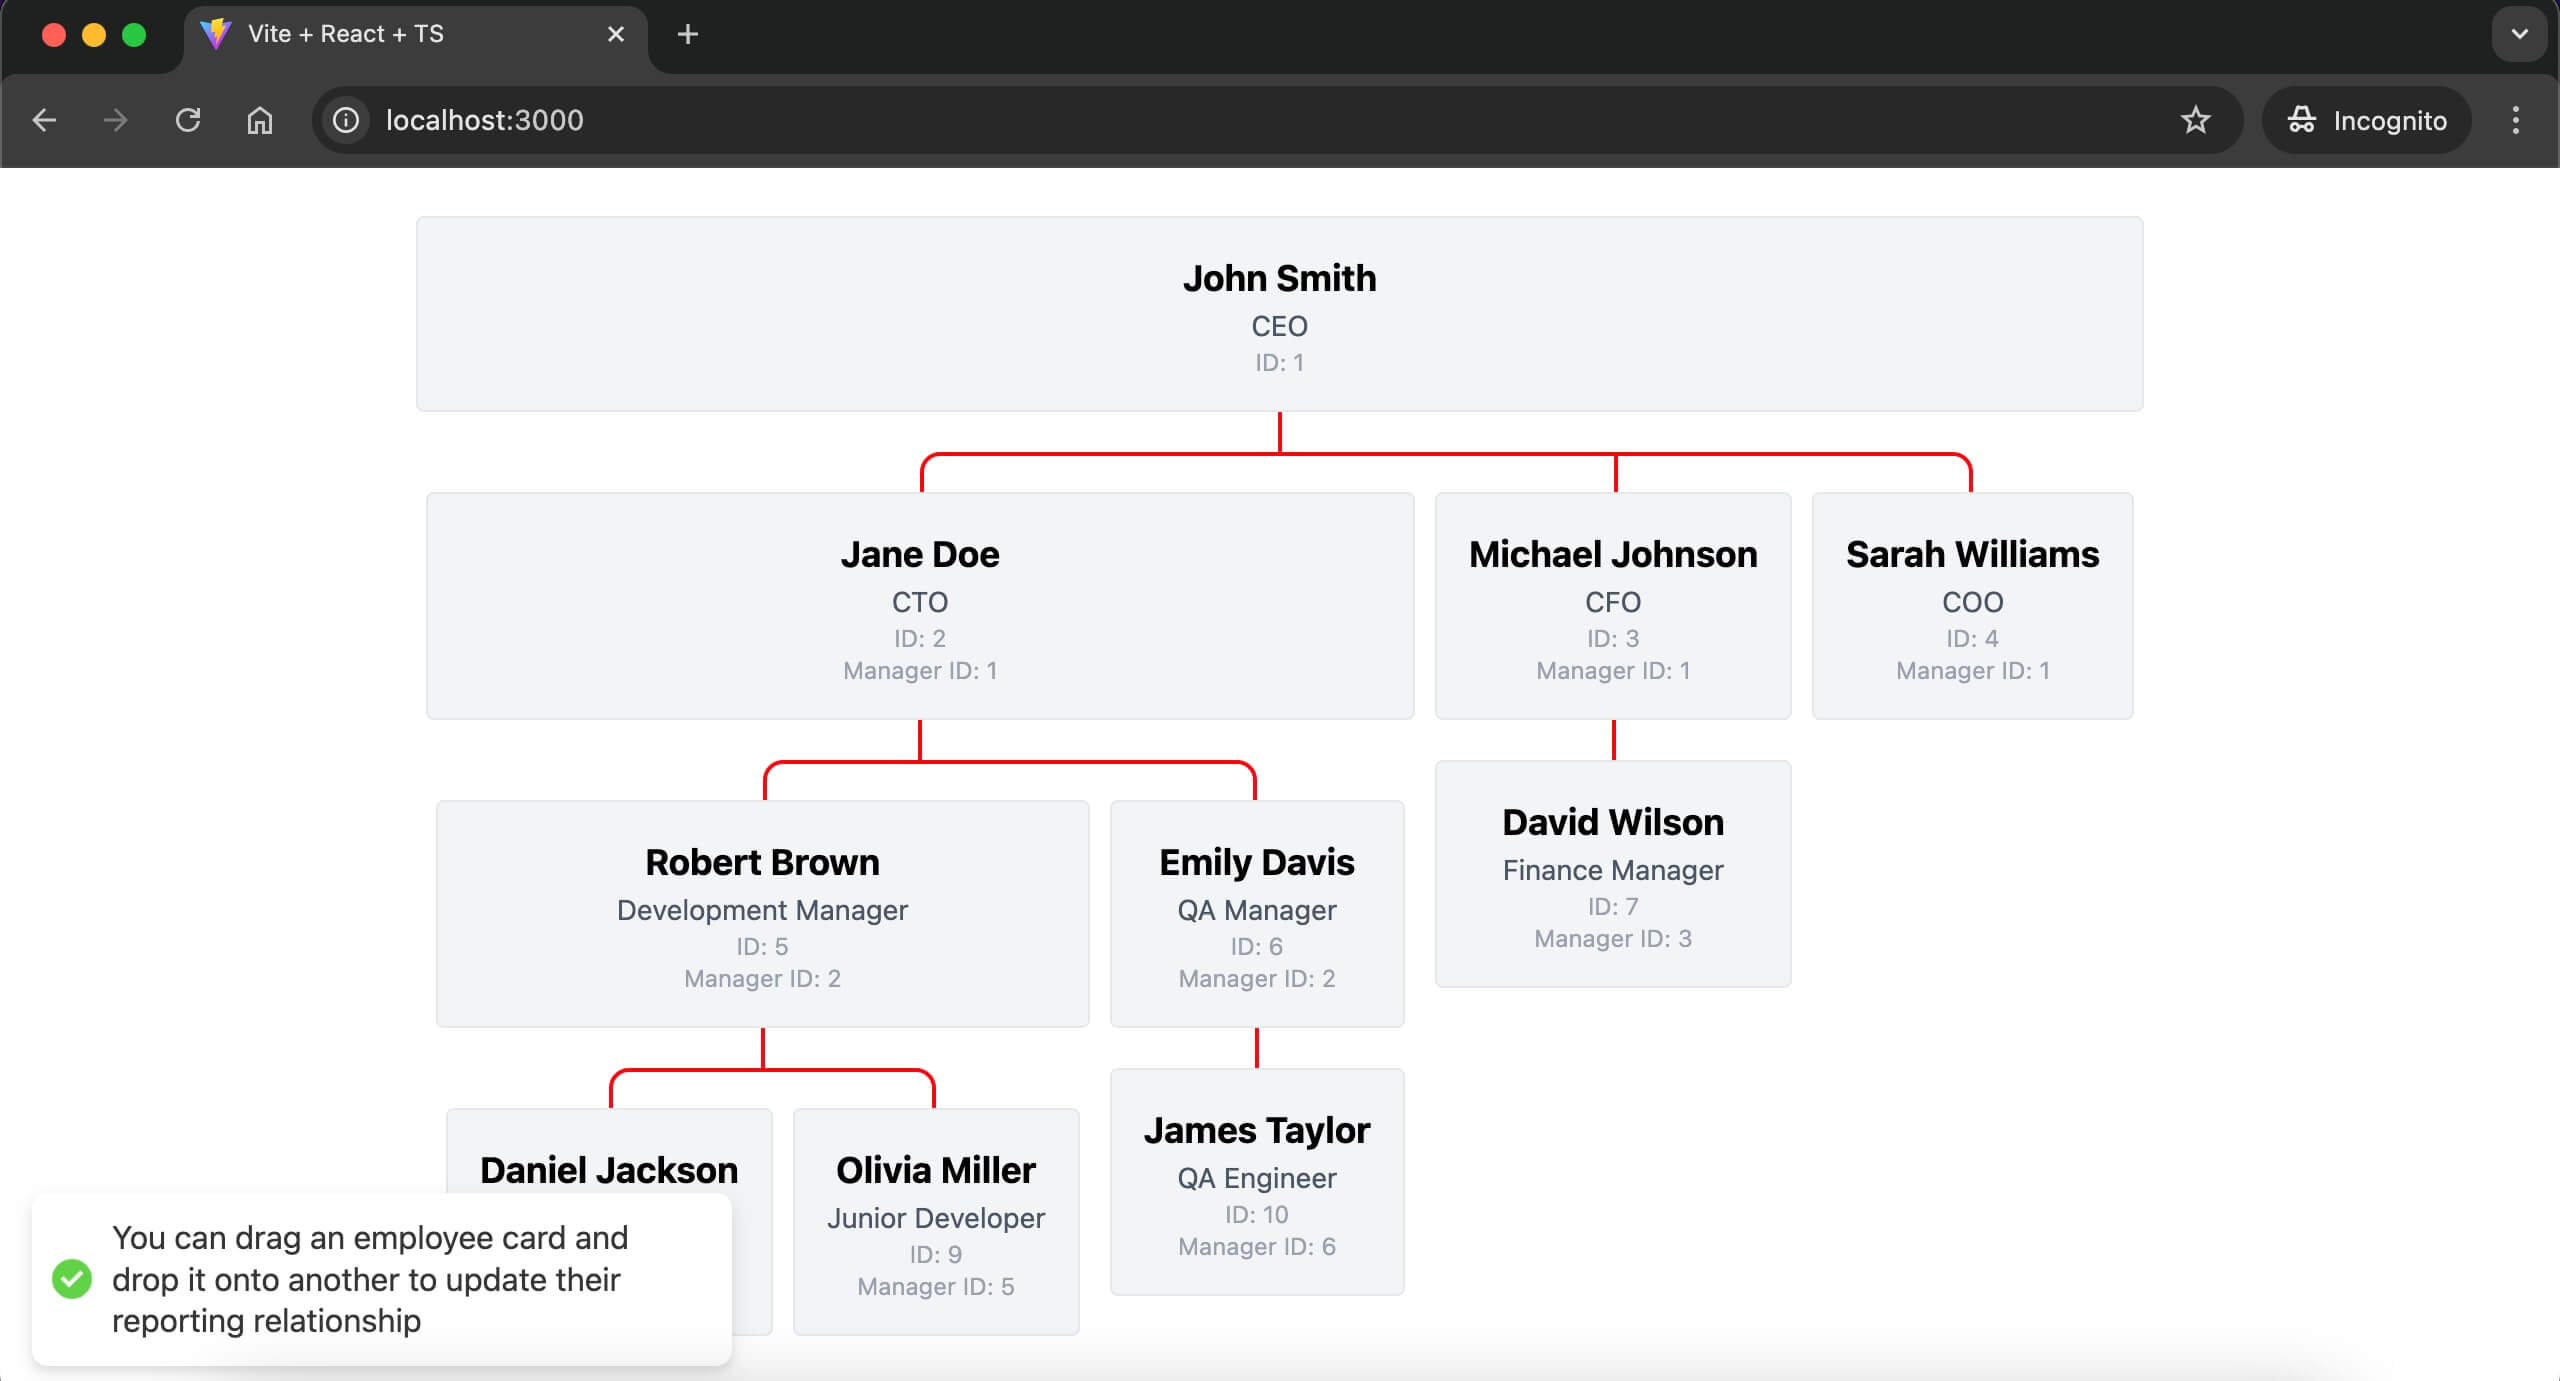 Vite + React + TS
localhost:3000
Incognito
John Smith
CEO
ID: 1
Jane Doe
CTO
ID: 2
Manager ID: 1
Michael Johnson
CFO
ID: 3
Manager ID: 1
Sarah Williams
COO
ID: 4
Manager ID: 1
Robert Brown
Development Manager
ID: 5
Manager ID: 2
Emily Davis
QA Manager
ID: 6
Manager ID: 2
David Wilson
Finance Manager
ID: 7
Manager ID: 3
Daniel Jackson
Olivia Miller
Junior Developer
ID: 9
Manager ID: 5
James Taylor
QA Engineer
ID: 10
Manager ID: 6
You can drag an employee card and
drop it onto another to update their
reporting relationship